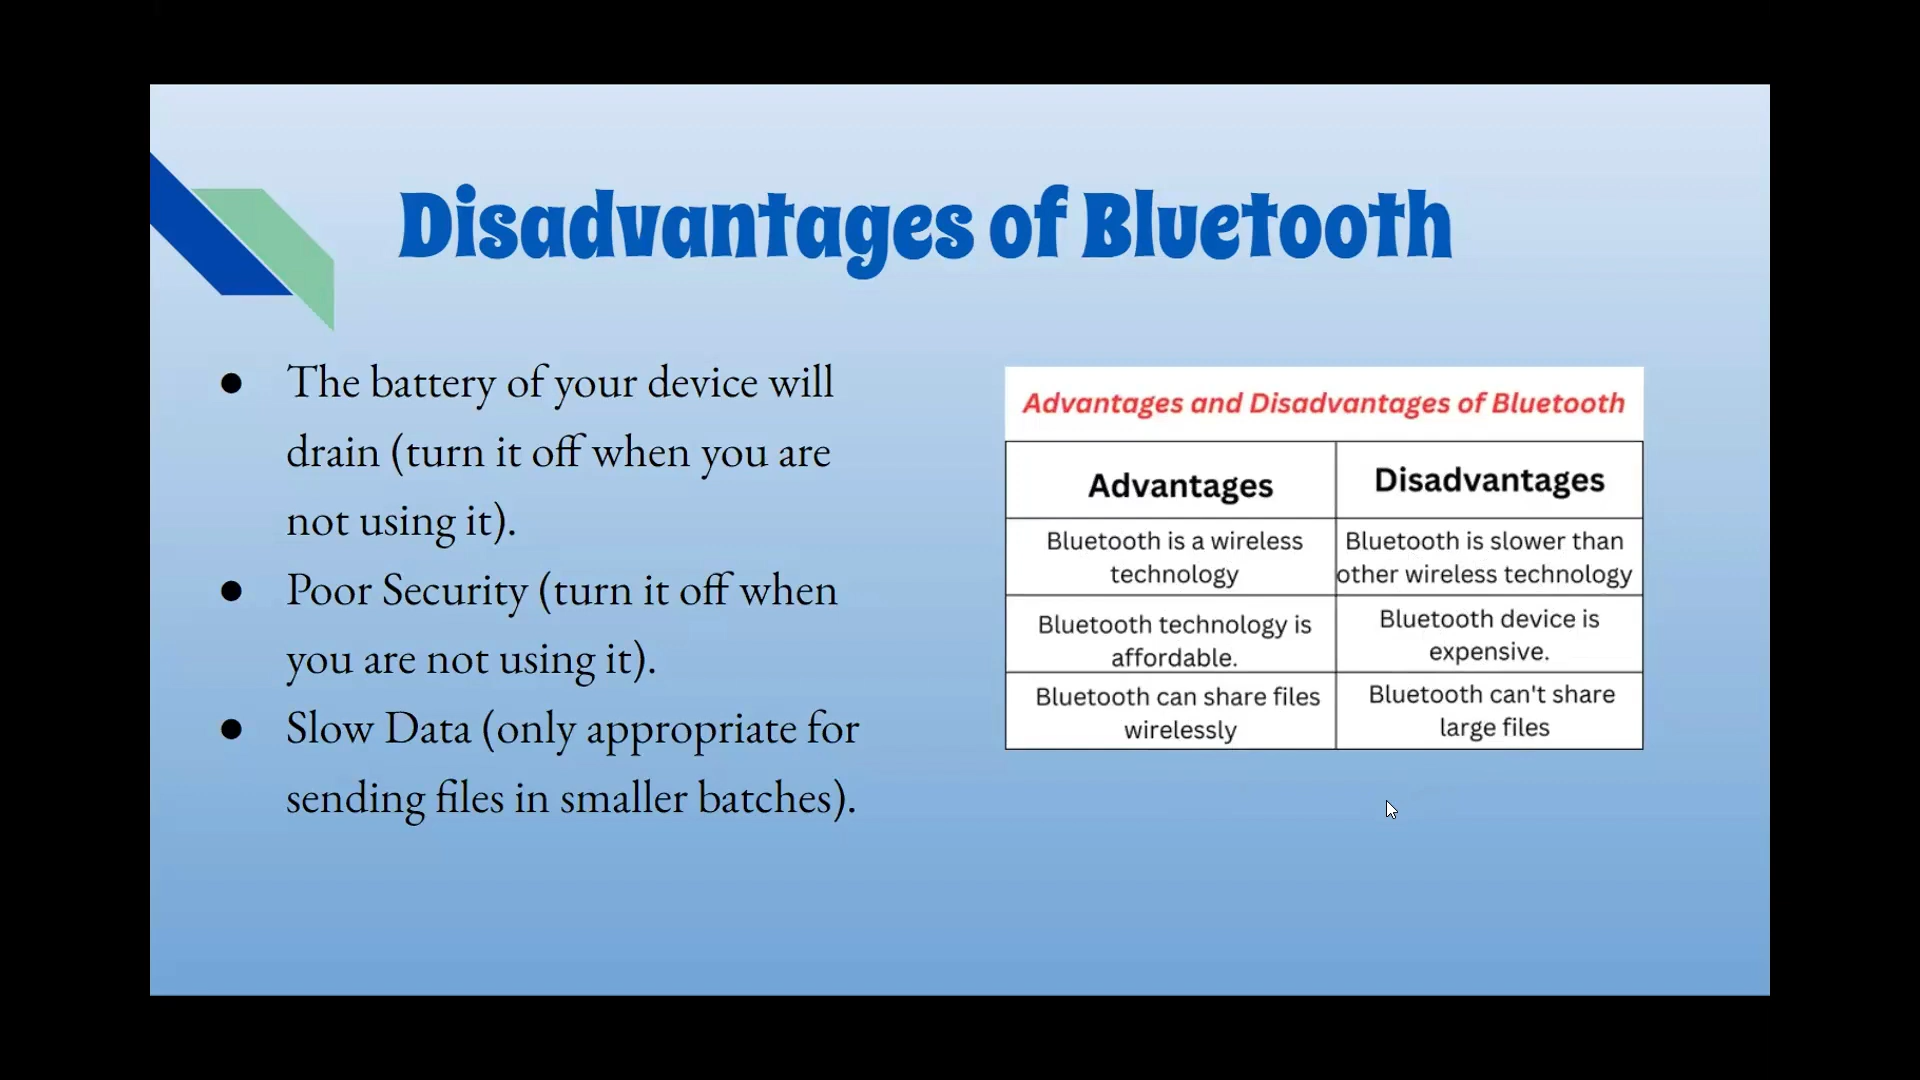 Disadvantages of Bluetooth
● The battery of your device will
drain (turn it off when you are
not using it).
● Poor Security (turn it off when
you are not using it).
● Slow Data (only appropriate for
sending files in smaller batches).
Advantages and Disadvantages of Bluetooth
Advantages
Disadvantages
Bluetooth is a wireless
technology
Bluetooth is slower than
other wireless technology
Bluetooth technology is
affordable.
Bluetooth device is
expensive.
Bluetooth can share files
wirelessly
Bluetooth can't share
large files